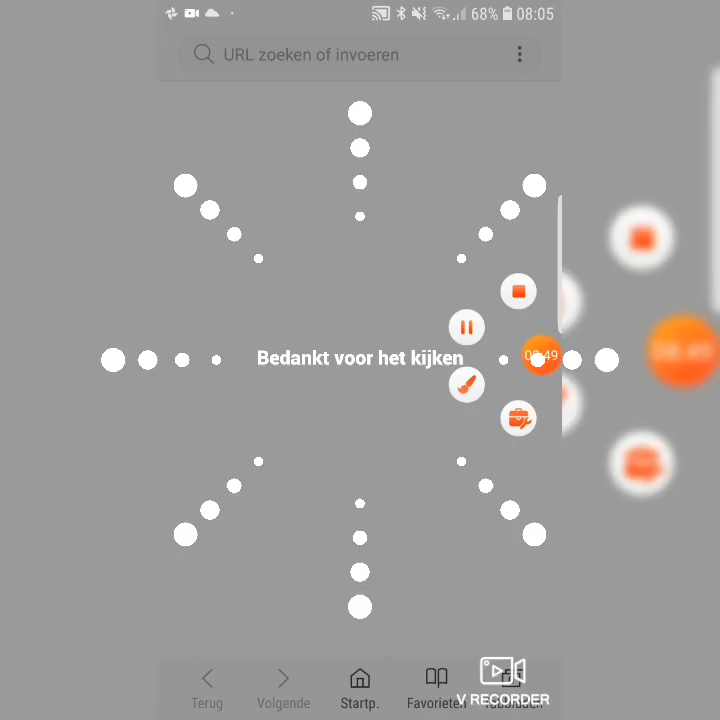 68% 08:05
URL zoeken of invoeren
Bedankt voor het kijken
Terug Volgende Startp. Favorieten
V RECORDER